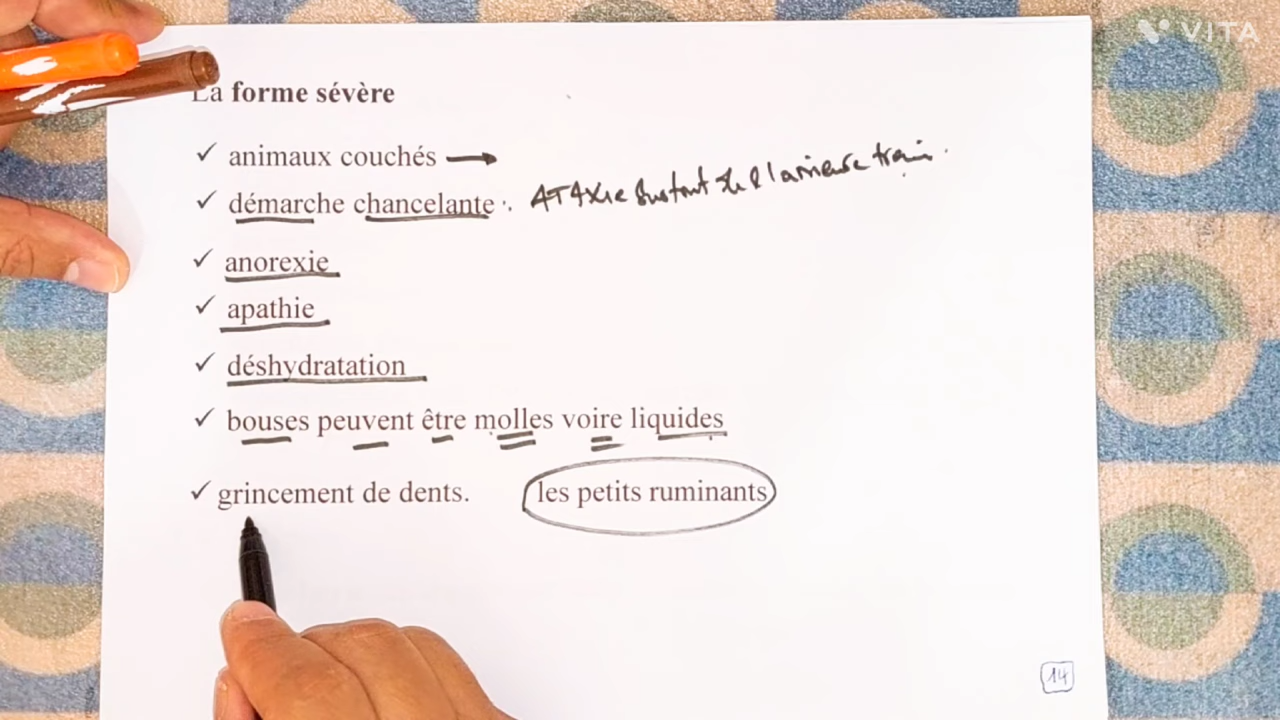 VITA
La forme sévère
✓ animaux couchés →
✓ démarche chancelante. ATAXie surtout de l'arrière train.
✓ anorexie
✓ apathie
✓ déshydratation
✓ bouses peuvent être molles voire liquides
✓ grincement de dents. les petits ruminants
14